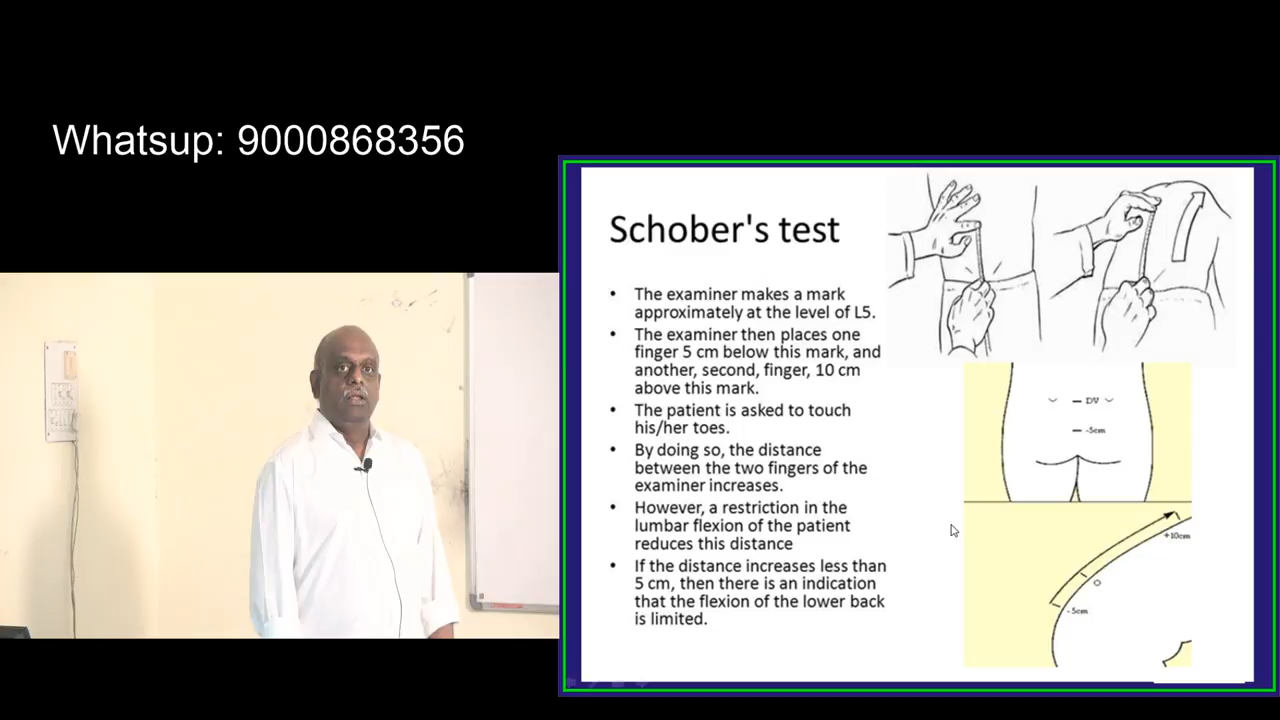 Whatsup: 9000868356
Schober's test
• The examiner makes a mark
approximately at the level of L5.
• The examiner then places one
finger 5 cm below this mark, and
another, second, finger, 10 cm
above this mark.
• The patient is asked to touch
his/her toes.
• By doing so, the distance
between the two fingers of the
examiner increases.
• However, a restriction in the
lumbar flexion of the patient
reduces this distance
• If the distance increases less than
5 cm, then there is an indication
that the flexion of the lower back
is limited.
DV
-5cm
+10cm
O
-5cm